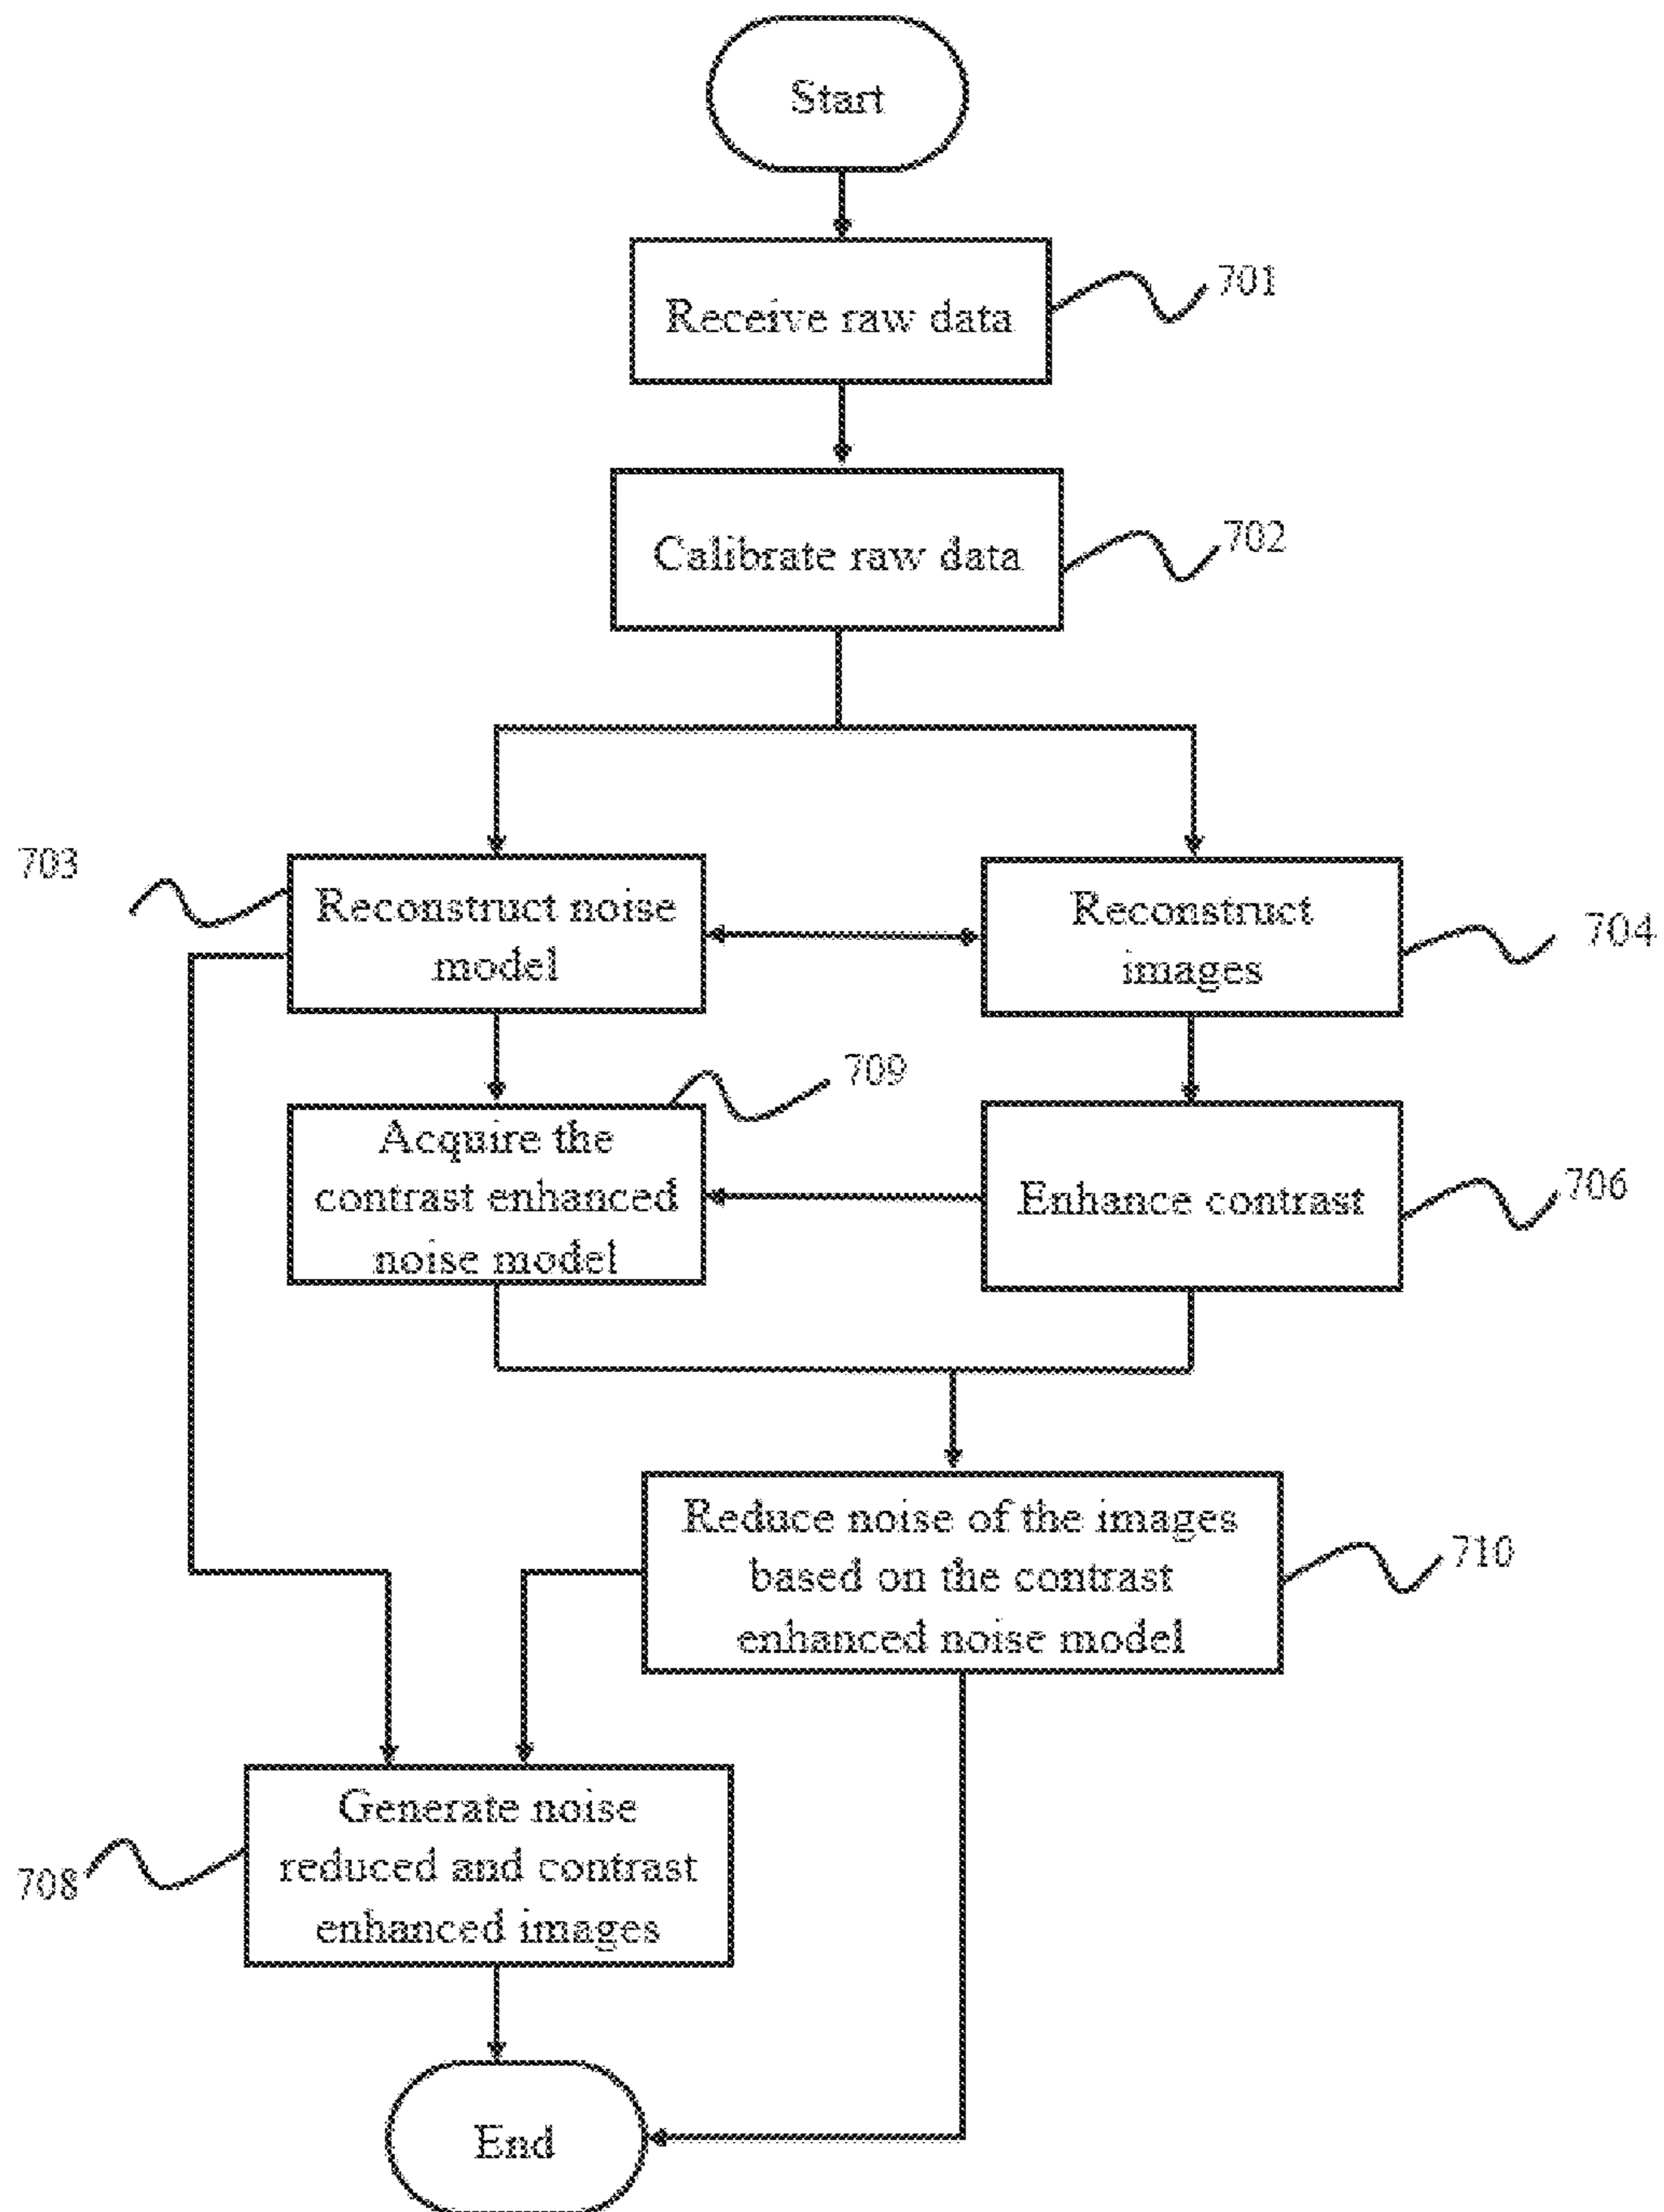 Start
Receive raw data
701
Calibrate raw data
702
703
Reconstruct noise
model
Reconstruct
images
704
709
Acquire the
contrast enhanced
noise model
Enhance contrast
706
Reduce noise of the images
based on the contrast
enhanced noise model
710
Generate noise
reduced and contrast
enhanced images
708
End